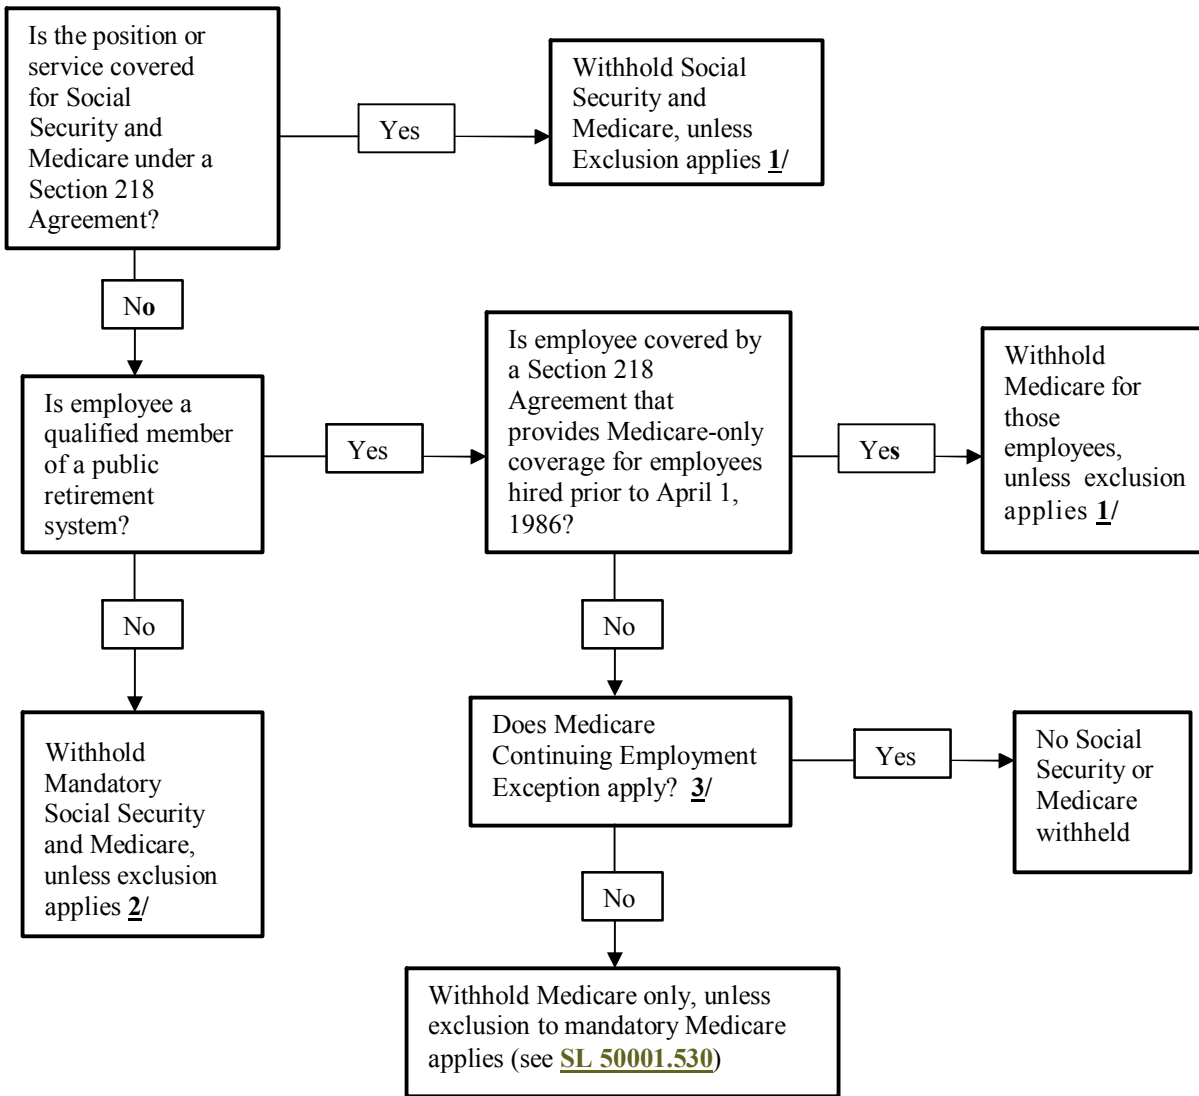 Is the position or
service covered
for Social
Security and
Medicare under a
Section 218
Agreement?
Yes
Withhold Social
Security and
Medicare, unless
Exclusion applies 1/
No
Is employee a
qualified member
of a public
retirement
system?
Yes
Is employee covered by
a Section 218
Agreement that
provides Medicare-only
coverage for employees
hired prior to April 1,
1986?
Yes
Withhold
Medicare for
those
employees,
unless exclusion
applies 1/
No
Withhold
Mandatory
Social Security
and Medicare,
unless exclusion
applies 2/
No
Does Medicare
Continuing Employment
Exception apply? 3/
Yes
No Social
Security or
Medicare
withheld
No
Withhold Medicare only, unless
exclusion to mandatory Medicare
applies (see SL 50001.530)